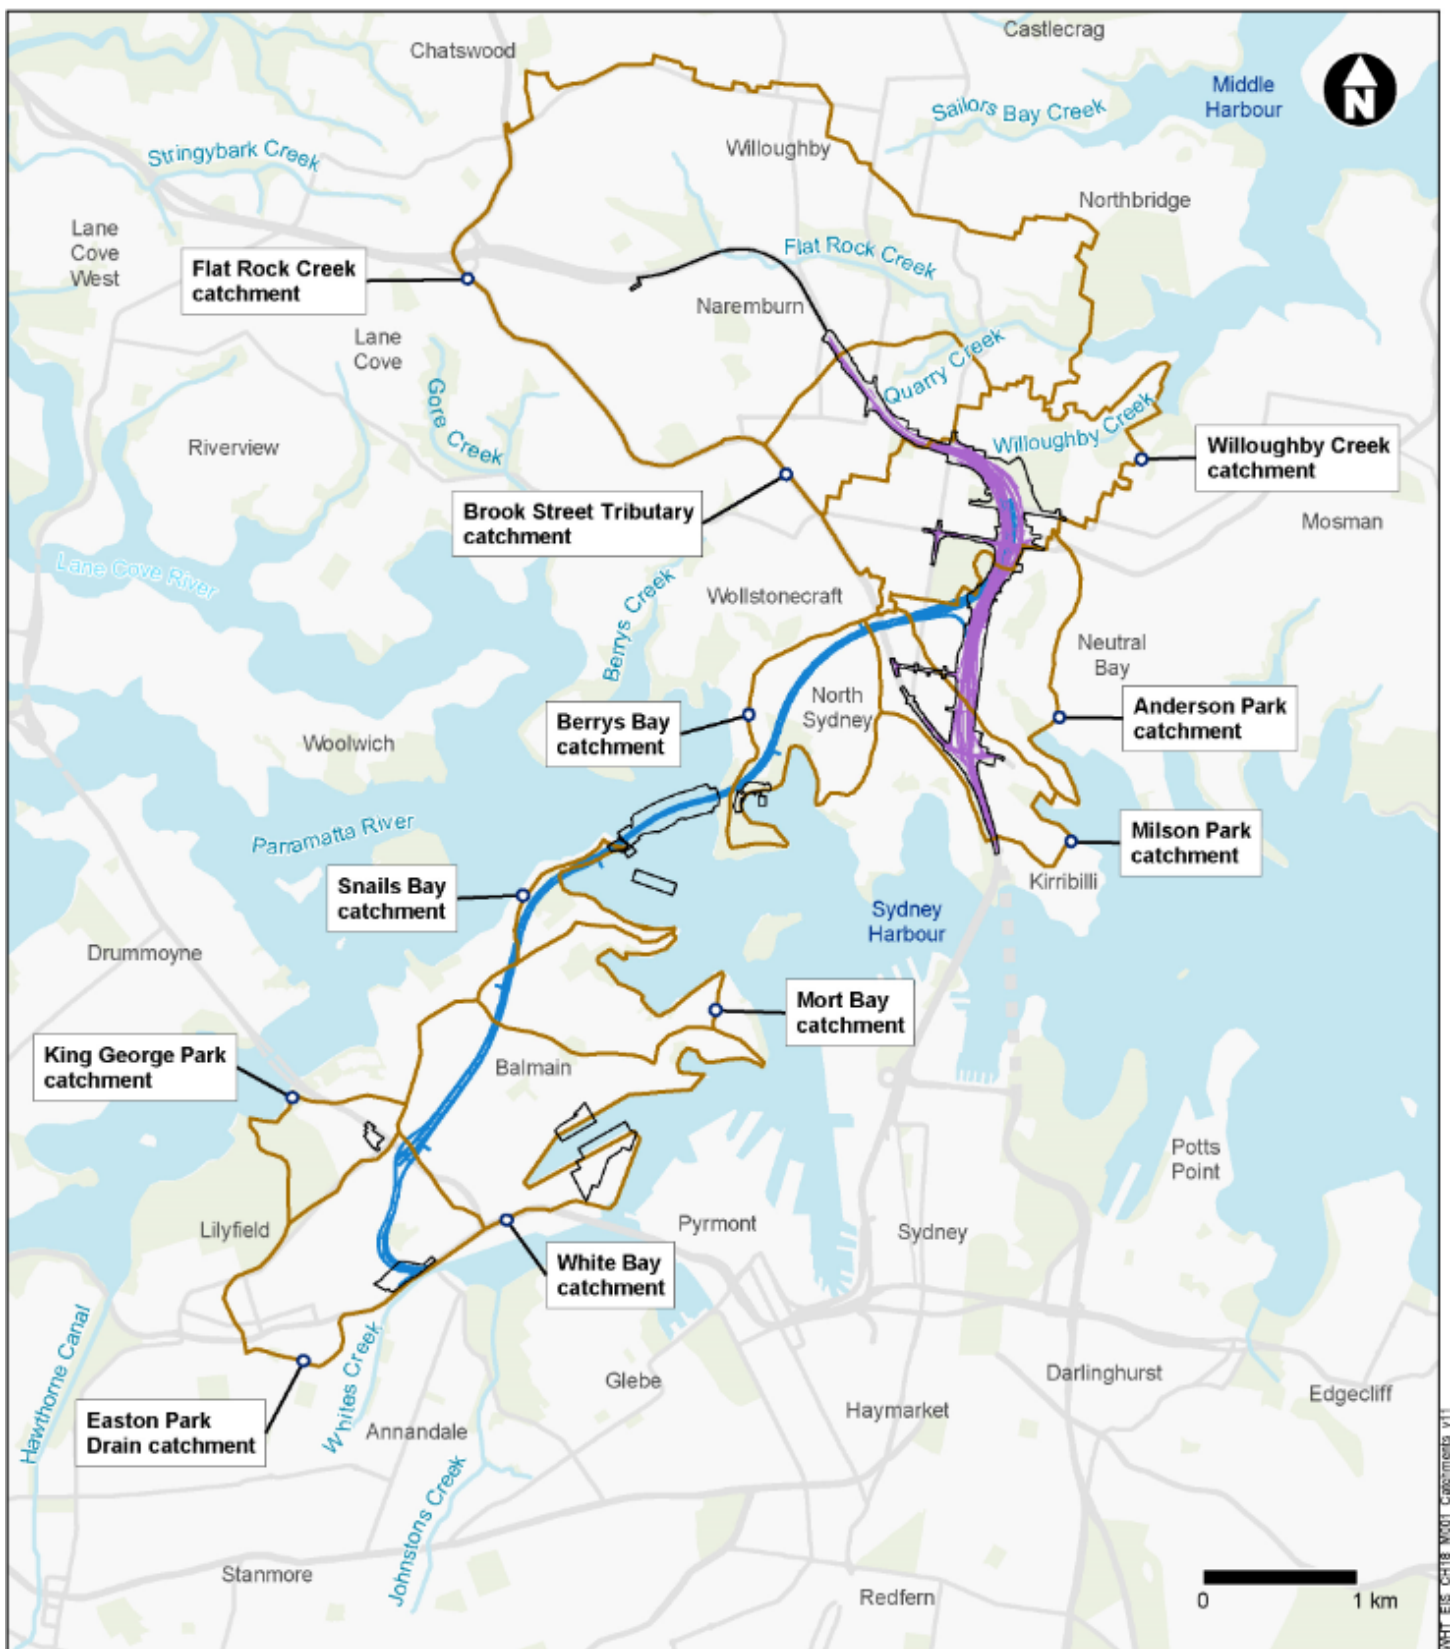 Castlecrag
Chatswood
Middle
Harbour
N
Sailors Bay Creek
Willoughby
Stringybark Creek
Northbridge
Lane
Cove
West
Flat Rock Creek
catchment
Flat Rock Creek
Naremburn
Lane
Cove
Quarry Creek
Gore Creek
Willoughby Creek
Riverview
Willoughby Creek
catchment
Brook Street Tributary
catchment
Mosman
Lane Cove River
Berrys Creek
Wollstonecraft
Neutral
Bay
North
Sydney
Berrys Bay
catchment
Anderson Park
catchment
Woolwich
Parramatta River
Milson Park
catchment
Snails Bay
catchment
Kirribilli
Sydney
Harbour
Drummoyne
Mort Bay
catchment
King George Park
catchment
Balmain
Potts
Point
Lilyfield
Pyrmont
Sydney
White Bay
catchment
Hawthorne Canal
Whites Creek
Glebe
Darlinghurst
Edgecliff
Easton Park
Drain catchment
Annandale
Haymarket
Johnstons Creek
Stanmore
Redfern
0 1 km
WHT_EIS_CH18_M001_Catchments_v11